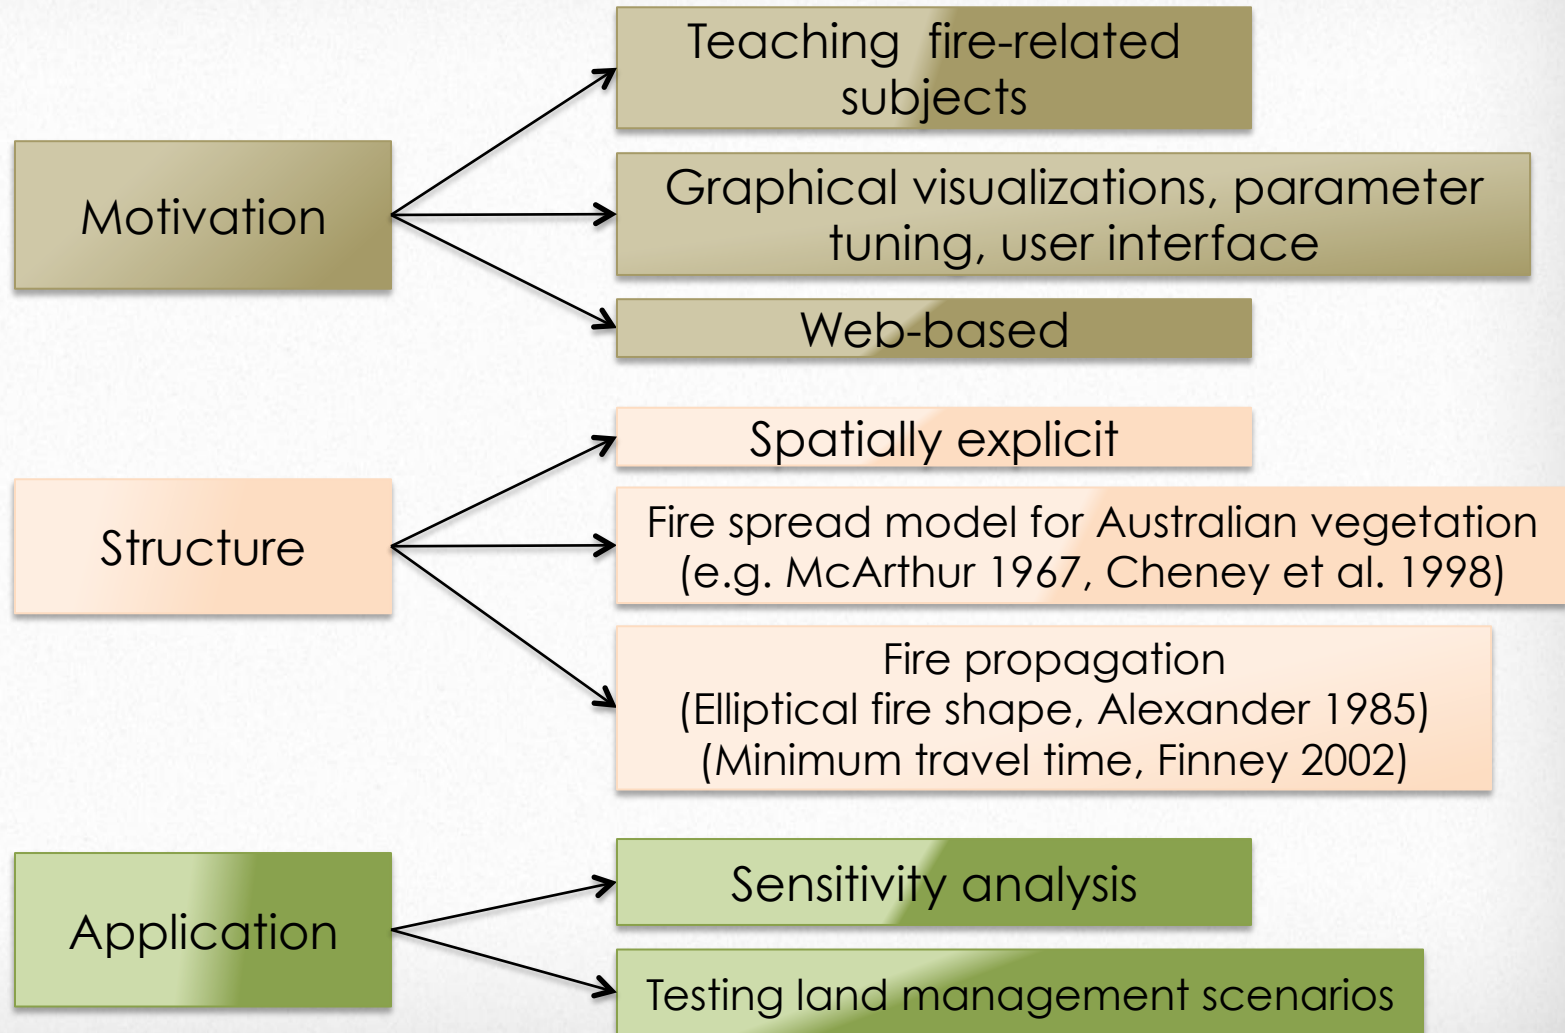 Motivation
Teaching fire-related
subjects
Graphical visualizations, parameter
tuning, user interface
Web-based
Structure
Spatially explicit
Fire spread model for Australian vegetation
(e.g. McArthur 1967, Cheney et al. 1998)
Fire propagation
(Elliptical fire shape, Alexander 1985)
(Minimum travel time, Finney 2002)
Application
Sensitivity analysis
Testing land management scenarios